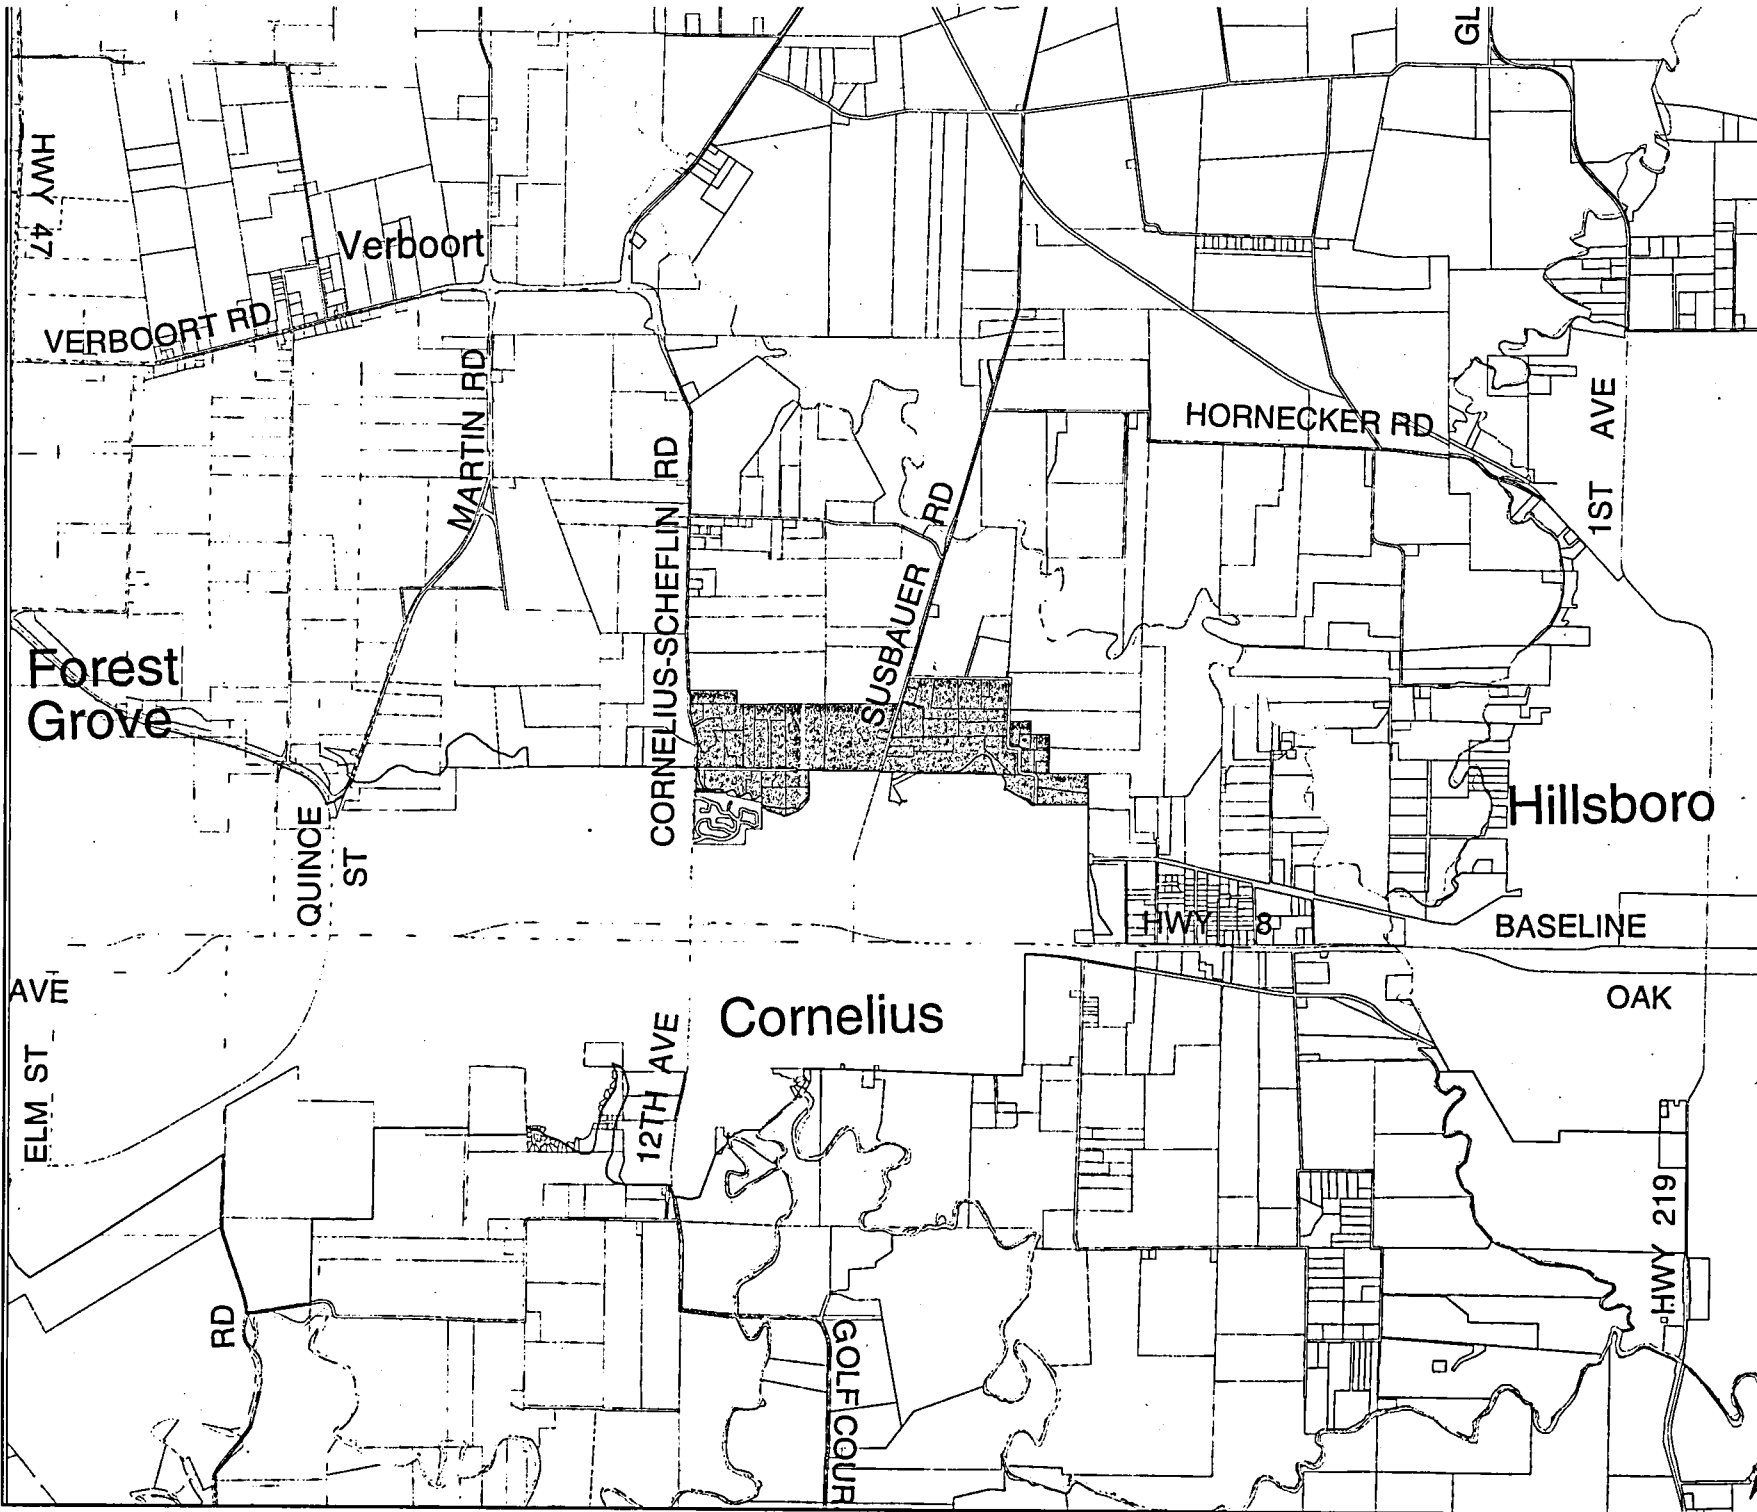 GL
HWY 47
Verboort
VERBOORT RD
MARTIN RD
CORNELIUS-SCHEFLIN RD
SUSBAUER RD
HORNECKER RD
1ST AVE
Forest
Grove
QUINCE
ST
Hillsboro
HWY 8
BASELINE
AVE
OAK
Cornelius
ELM ST
12TH AVE
HWY 219
RD
GOLF COUR